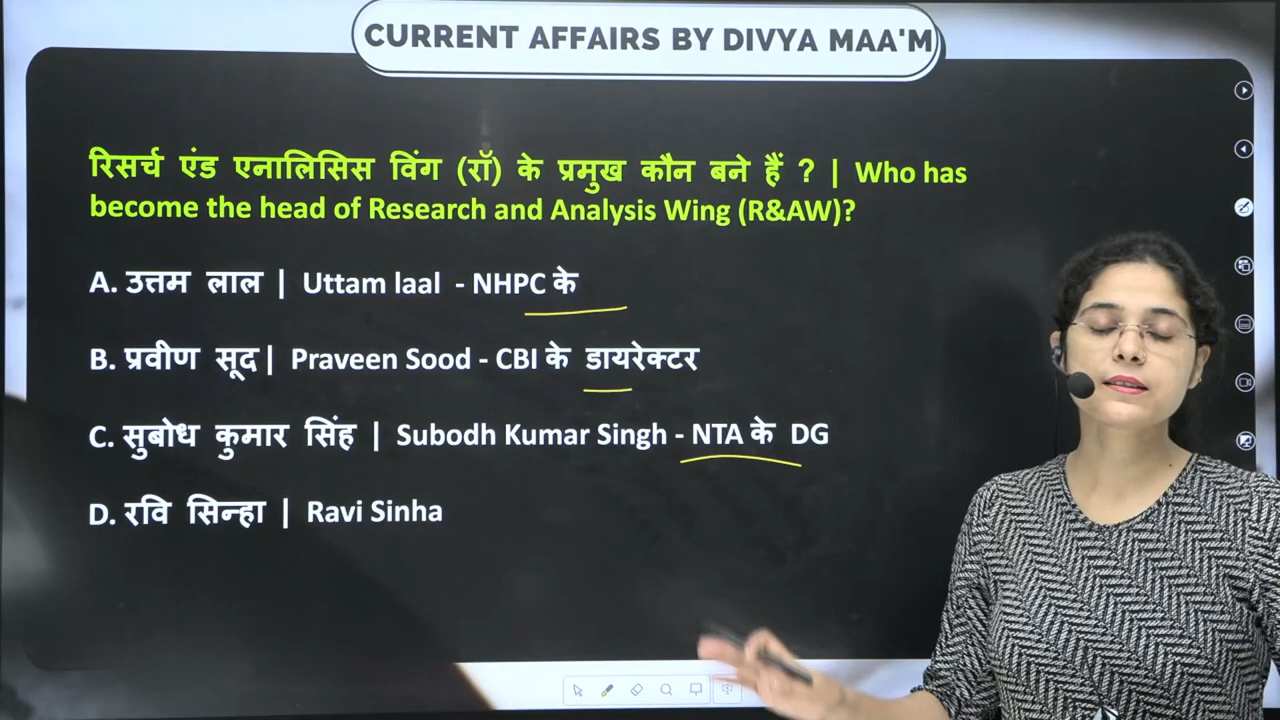 CURRENT AFFAIRS BY DIVYA MAA'M
रिसर्च एंड एनालिसिस विंग (रॉ) के प्रमुख कौन बने हैं ? | Who has
become the head of Research and Analysis Wing (R&AW)?
A. उत्तम लाल | Uttam laal - NHPC के
B. प्रवीण सूद | Praveen Sood - CBI के डायरेक्टर
C. सुबोध कुमार सिंह | Subodh Kumar Singh - NTA के DG
D. रवि सिन्हा | Ravi Sinha